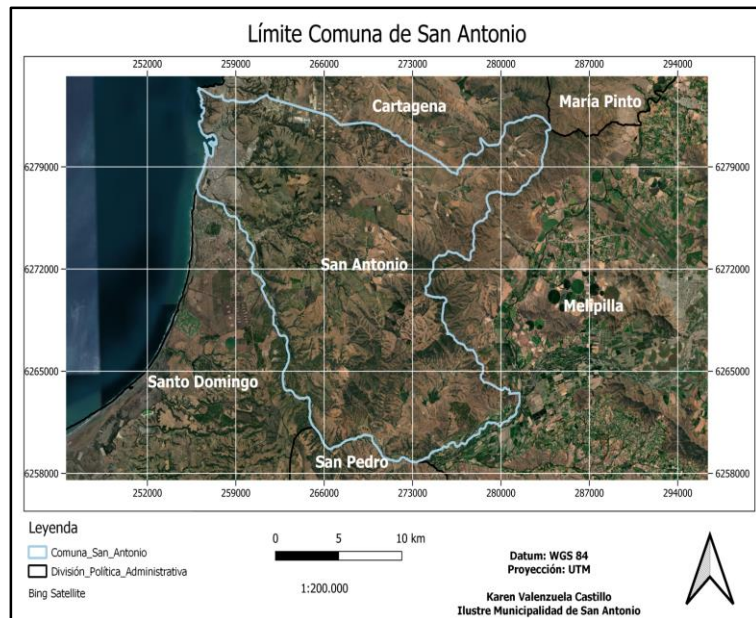 Límite Comuna de San Antonio
252000 259000 266000 273000 280000 287000 294000
Cartagena
María Pinto
6279000 6279000
San Antonio
6272000 6272000
Melipilla
6265000 6265000
Santo Domingo
San Pedro
6258000 6258000
252000 259000 266000 273000 280000 287000 294000
Leyenda
Comuna_San_Antonio
División_Política_Administrativa
Bing Satellite
0 5 10 km
1:200.000
Datum: WGS 84
Proyección: UTM
Karen Valenzuela Castillo
Ilustre Municipalidad de San Antonio